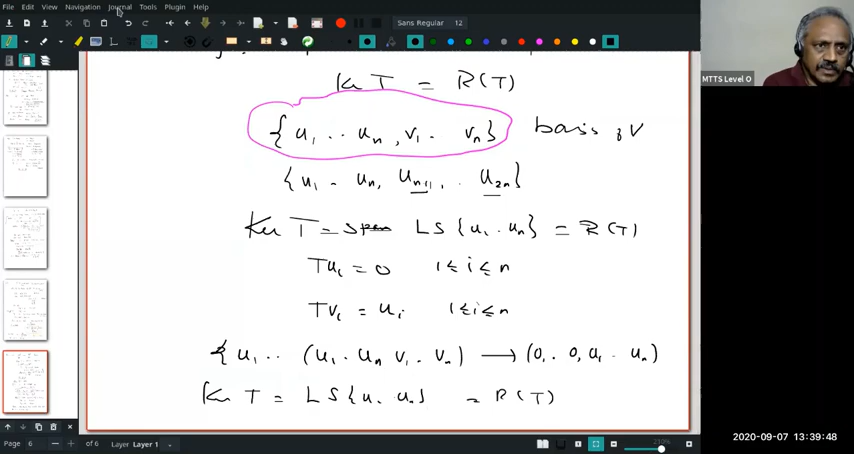 File Edit View Navigation Journal Tools Plugin Help
Sans Regular 12
MTTS Level O
Ker T = R(T)
{ u₁ .. uₙ , v₁ . vₙ } basis of V
{ u₁ - uₙ, uₙ₊₁, . u₂ₙ }
Ker T = LS { u₁ . uₙ } = R(T)
Tuᵢ = 0 1 ≤ i ≤ n
Tvᵢ = uᵢ 1 ≤ i ≤ n
{ u₁ .. (u₁ . uₙ v₁ . vₙ) → (0, . 0, u₁ . uₙ)
Ker T = LS { u₁ uₙ } = R(T)
Page 6 of 6 Layer Layer 1
210%
2020-09-07 13:39:48